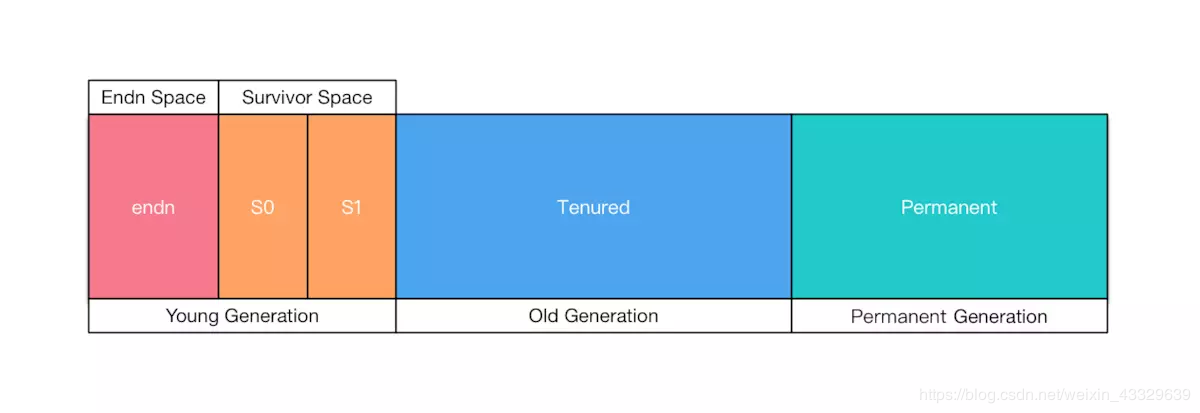 Endn Space Survivor Space
endn S0 S1 Tenured Permanent
Young Generation Old Generation Permanent Generation
https://blog.csdn.net/weixin_43329639